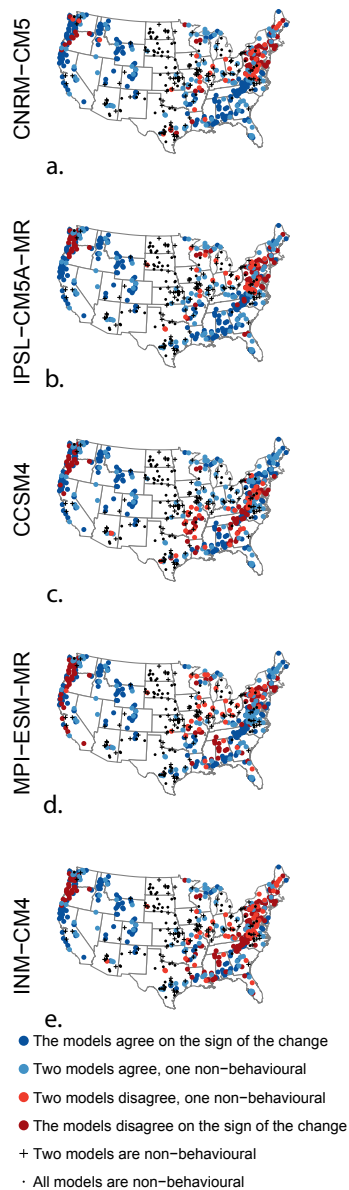 CNRM−CM5
a.
IPSL−CM5A−MR
b.
CCSM4
c.
MPI−ESM−MR
d.
INM−CM4
e.
The models agree on the sign of the change
Two models agree, one non−behavioural
Two models disagree, one non−behavioural
The models disagree on the sign of the change
+ Two models are non−behavioural
· All models are non−behavioural